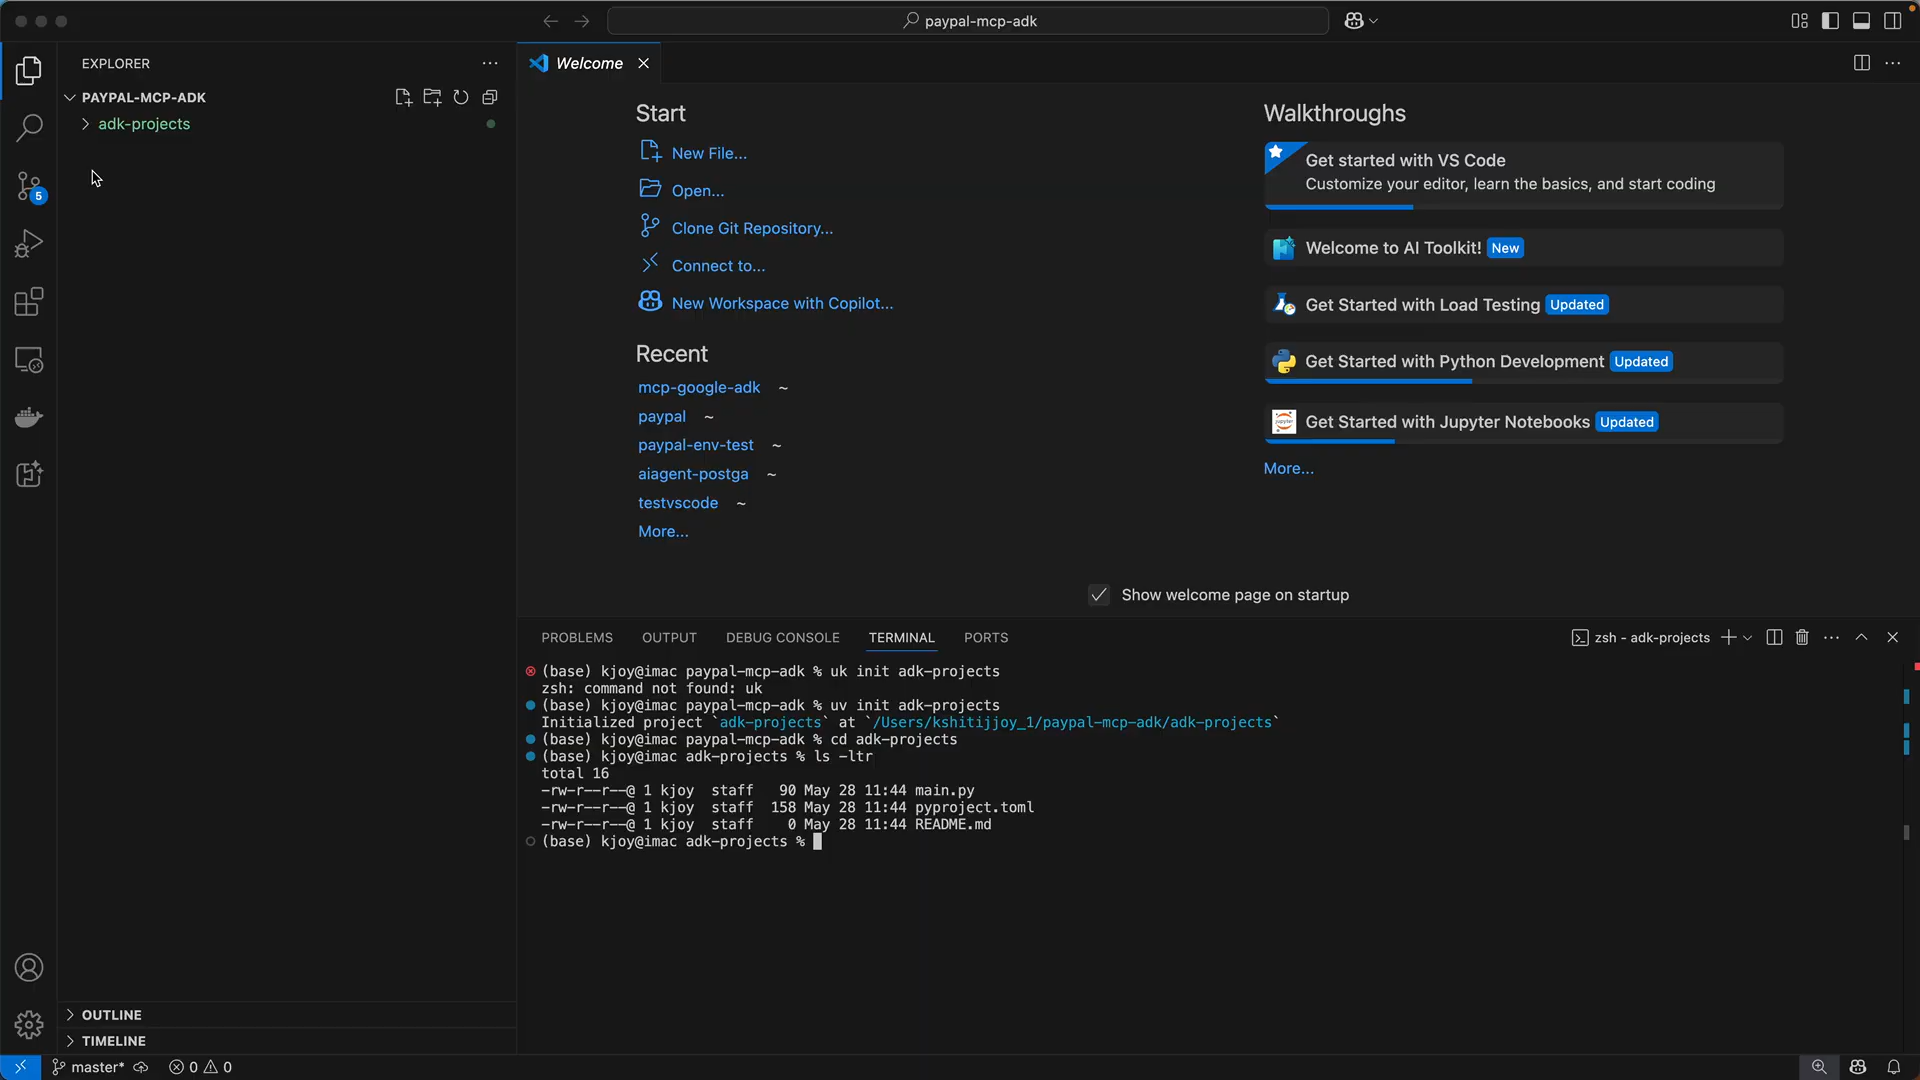 paypal-mcp-adk
EXPLORER
Welcome
PAYPAL-MCP-ADK
adk-projects
5
Start
New File...
Open...
Clone Git Repository...
Connect to...
New Workspace with Copilot...
Recent
mcp-google-adk ~
paypal ~
paypal-env-test ~
aiagent-postga ~
testvscode ~
More...
Walkthroughs
Get started with VS Code
Customize your editor, learn the basics, and start coding
Welcome to AI Toolkit! New
Get Started with Load Testing Updated
Get Started with Python Development Updated
Get Started with Jupyter Notebooks Updated
More...
Show welcome page on startup
PROBLEMS OUTPUT DEBUG CONSOLE TERMINAL PORTS
zsh - adk-projects
(base) kjoy@imac paypal-mcp-adk % uk init adk-projects
zsh: command not found: uk
(base) kjoy@imac paypal-mcp-adk % uv init adk-projects
Initialized project `adk-projects` at `/Users/kshitijjoy_1/paypal-mcp-adk/adk-projects`
(base) kjoy@imac paypal-mcp-adk % cd adk-projects
(base) kjoy@imac adk-projects % ls -ltr
total 16
-rw-r--r--@ 1 kjoy  staff   90 May 28 11:44 main.py
-rw-r--r--@ 1 kjoy  staff  158 May 28 11:44 pyproject.toml
-rw-r--r--@ 1 kjoy  staff    0 May 28 11:44 README.md
(base) kjoy@imac adk-projects %
OUTLINE
TIMELINE
master* 0 0